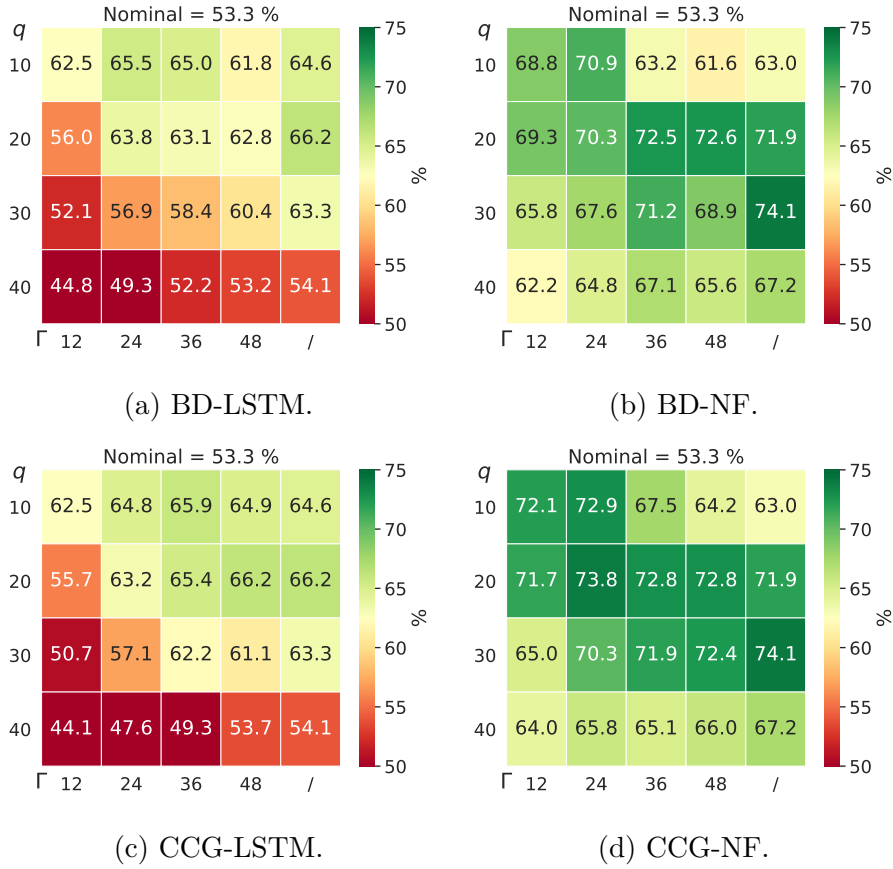 Nominal = 53.3 %
q
10 62.5 65.5 65.0 61.8 64.6
20 56.0 63.8 63.1 62.8 66.2
30 52.1 56.9 58.4 60.4 63.3
40 44.8 49.3 52.2 53.2 54.1
Γ 12 24 36 48 /
75
70
65
60
55
50
%
(a) BD-LSTM.
Nominal = 53.3 %
q
10 68.8 70.9 63.2 61.6 63.0
20 69.3 70.3 72.5 72.6 71.9
30 65.8 67.6 71.2 68.9 74.1
40 62.2 64.8 67.1 65.6 67.2
Γ 12 24 36 48 /
75
70
65
60
55
50
%
(b) BD-NF.
Nominal = 53.3 %
q
10 62.5 64.8 65.9 64.9 64.6
20 55.7 63.2 65.4 66.2 66.2
30 50.7 57.1 62.2 61.1 63.3
40 44.1 47.6 49.3 53.7 54.1
Γ 12 24 36 48 /
75
70
65
60
55
50
%
(c) CCG-LSTM.
Nominal = 53.3 %
q
10 72.1 72.9 67.5 64.2 63.0
20 71.7 73.8 72.8 72.8 71.9
30 65.0 70.3 71.9 72.4 74.1
40 64.0 65.8 65.1 66.0 67.2
Γ 12 24 36 48 /
75
70
65
60
55
50
%
(d) CCG-NF.